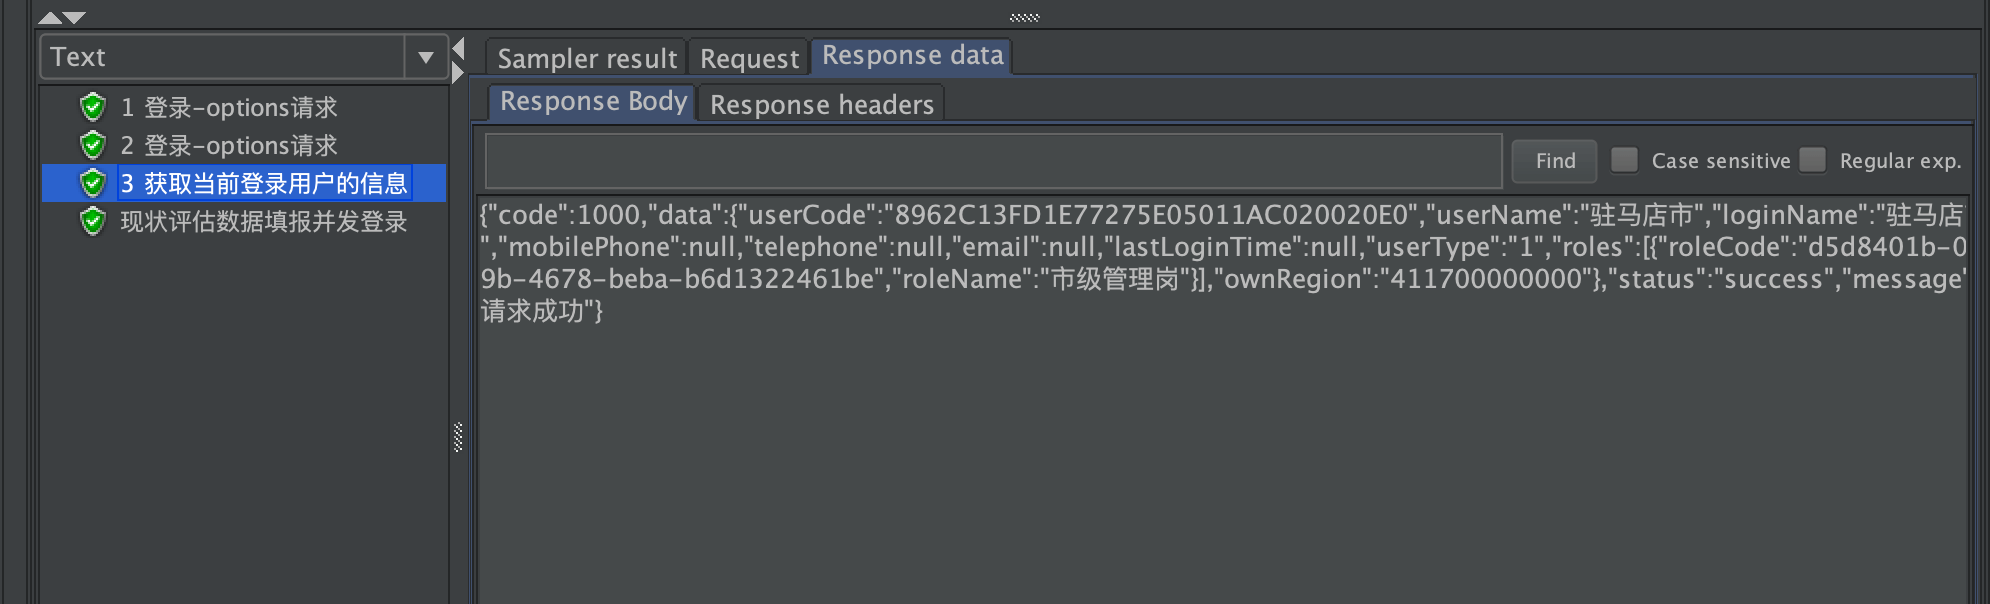 Text
Sampler result
Request
Response data
1 登录-options请求
2 登录-options请求
3 获取当前登录用户的信息
现状评估数据填报并发登录
Response Body
Response headers
Find
Case sensitive
Regular exp.
{"code":1000,"data":{"userCode":"8962C13FD1E77275E05011AC020020E0","userName":"驻马店市","loginName":"驻马店
","mobilePhone":null,"telephone":null,"email":null,"lastLoginTime":null,"userType":"1","roles":[{"roleCode":"d5d8401b-0
9b-4678-beba-b6d1322461be","roleName":"市级管理岗"}],"ownRegion":"411700000000"},"status":"success","message"
请求成功"}